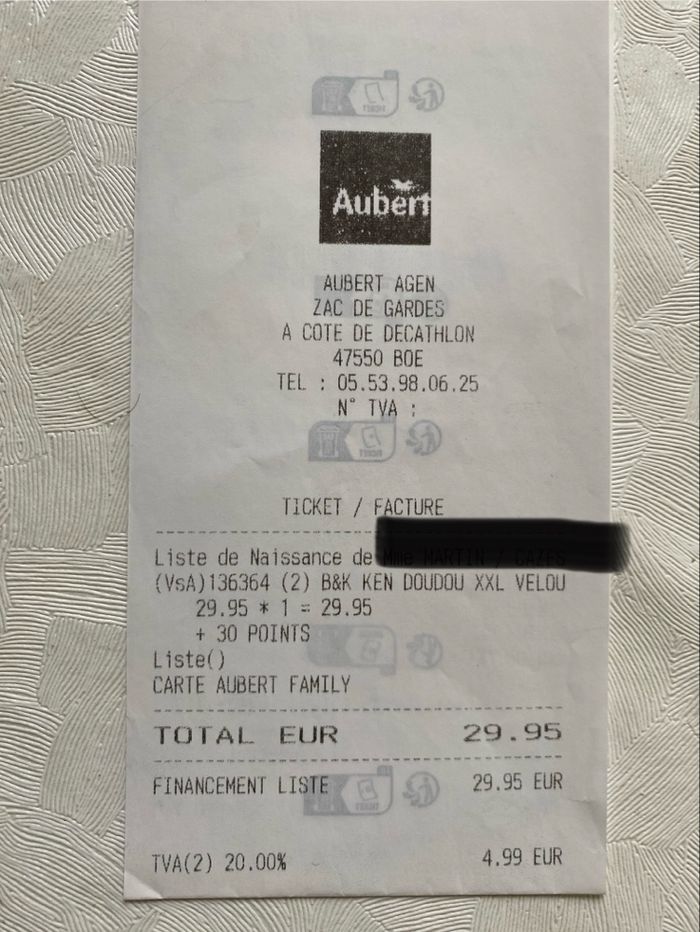 Aubert
AUBERT AGEN
ZAC DE GARDES
A COTE DE DECATHLON
47550 BOE
TEL : 05.53.98.06.25
N° TVA :
TICKET / FACTURE
Liste de Naissance de
(VsA)136364 (2) B&K KEN DOUDOU XXL VELOU
29.95 * 1 = 29.95
+ 30 POINTS
Liste()
CARTE AUBERT FAMILY
TOTAL EUR 29.95
FINANCEMENT LISTE 29.95 EUR
TVA(2) 20.00% 4.99 EUR